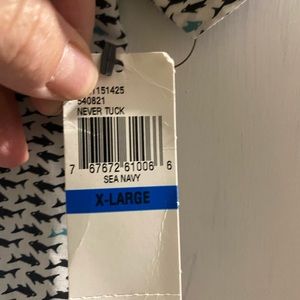 151425
540821
NEVER TUCK
7 67672 61006 6
SEA NAVY
X-LARGE